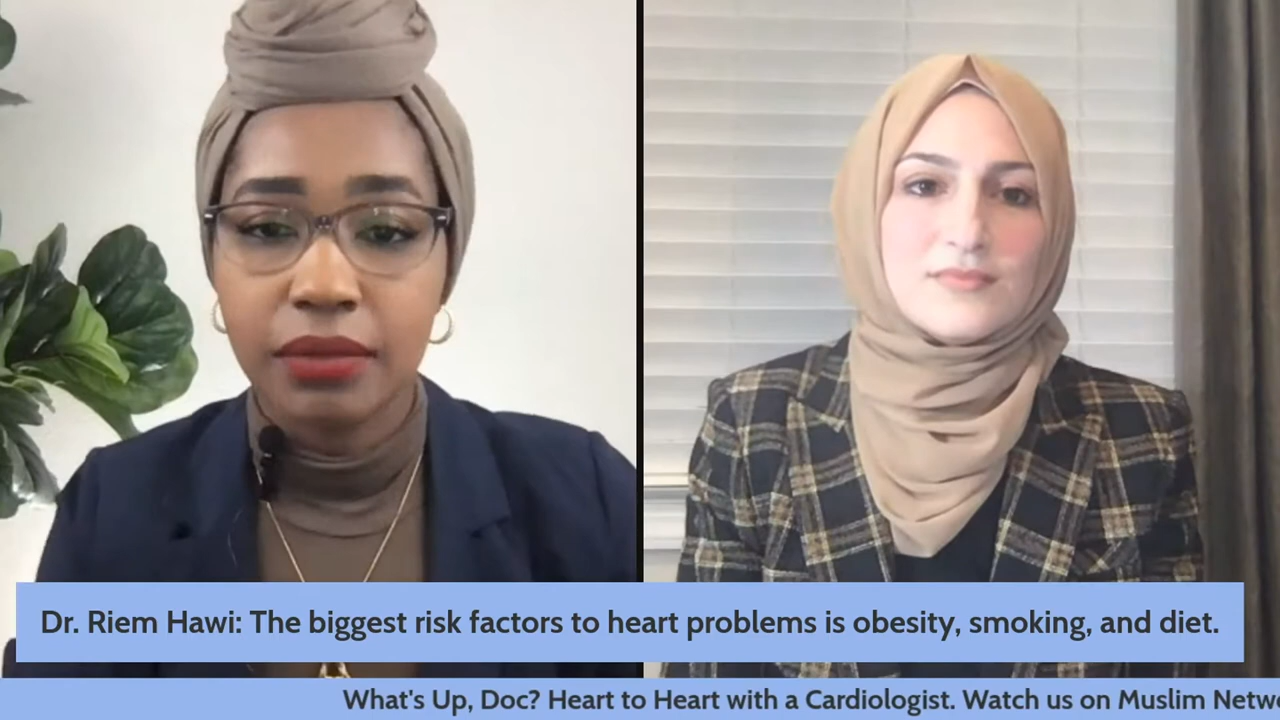 Dr. Riem Hawi: The biggest risk factors to heart problems is obesity, smoking, and diet.
What's Up, Doc? Heart to Heart with a Cardiologist. Watch us on Muslim